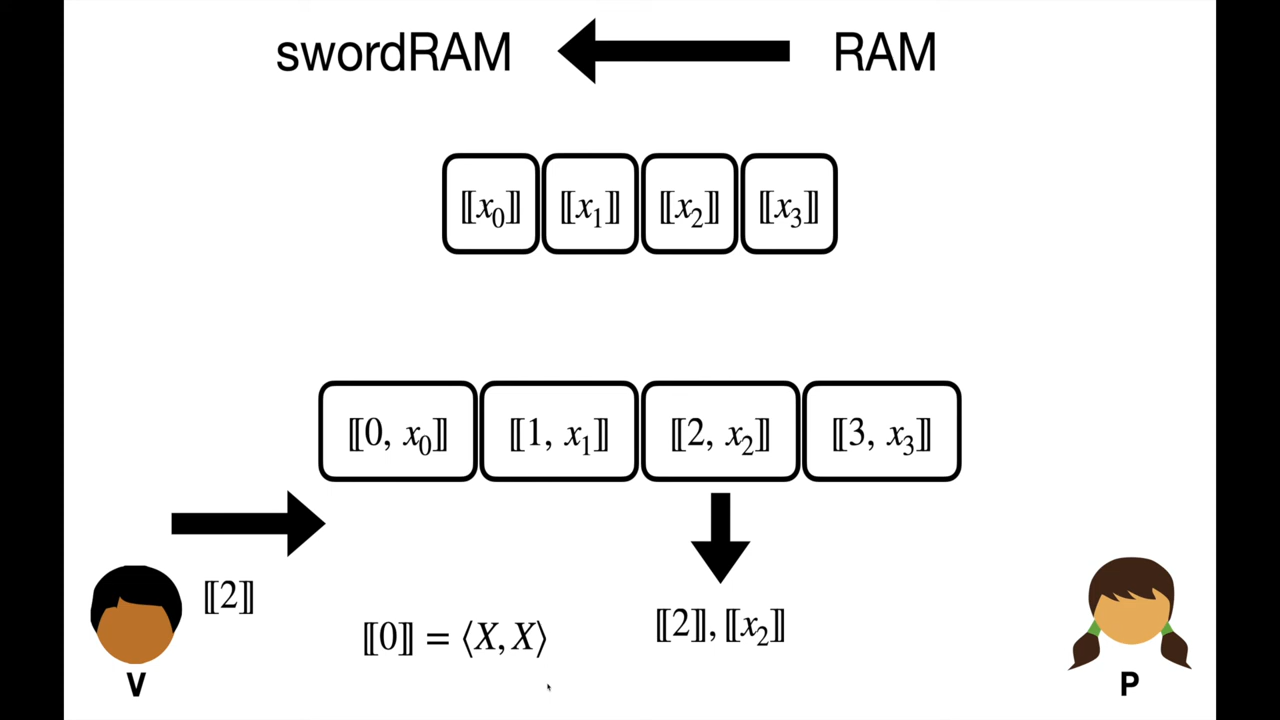 swordRAM RAM
⟦x₀⟧ ⟦x₁⟧ ⟦x₂⟧ ⟦x₃⟧
⟦0, x₀⟧ ⟦1, x₁⟧ ⟦2, x₂⟧ ⟦3, x₃⟧
⟦2⟧
⟦0⟧ = ⟨X, X⟩
⟦2⟧, ⟦x₂⟧
V
P